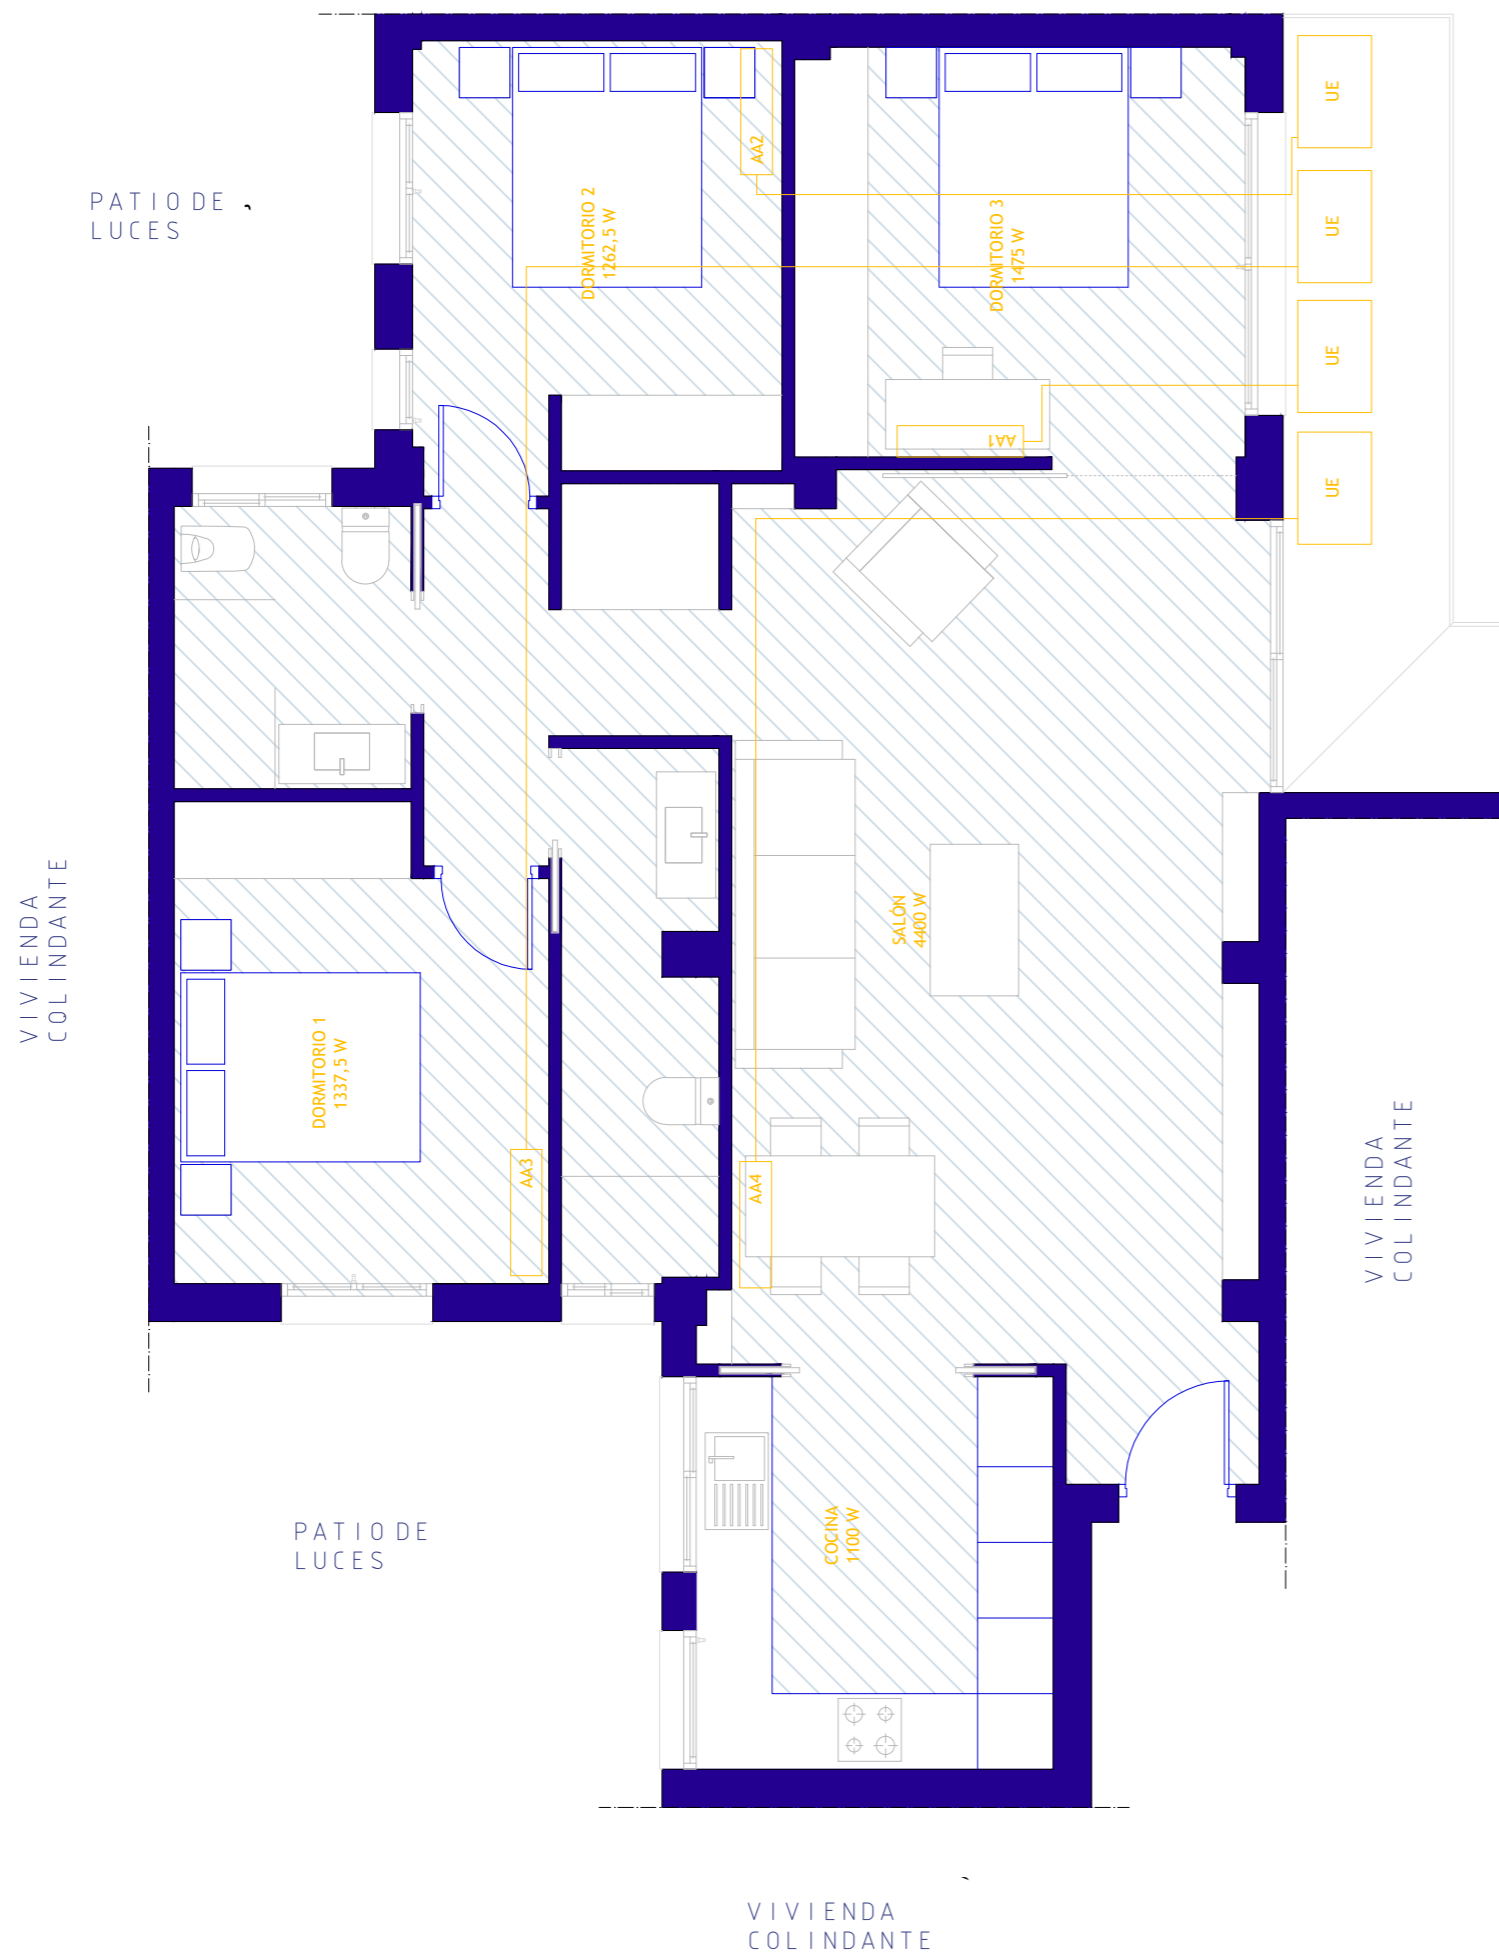 UE
PATIO DE
LUCES
AA2
DORMITORIO 2
1262,5 W
DORMITORIO 3
1475 W
UE
UE
AA1
UE
VIVIENDA
COLINDANTE
SALÓN
4400 W
DORMITORIO 1
1337,5 W
AA3
AA4
VIVIENDA
COLINDANTE
PATIO DE
LUCES
COCINA
1100 W
VIVIENDA
COLINDANTE